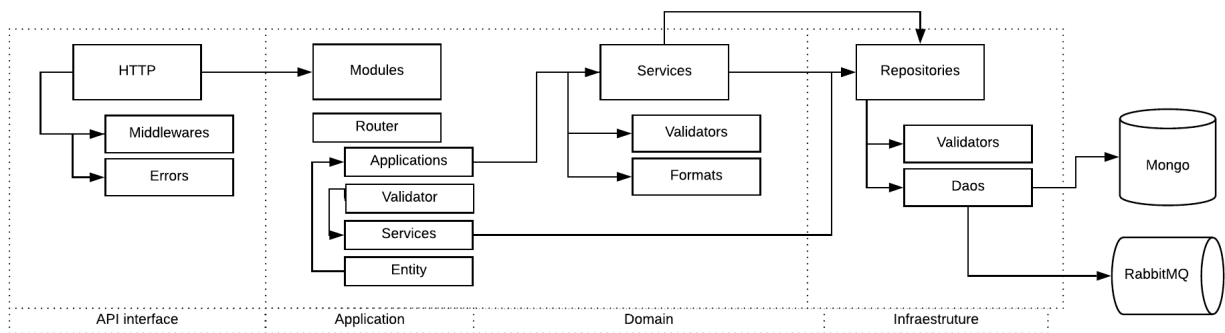 HTTP
Middlewares
Errors
Modules
Router
Applications
Validator
Services
Entity
Services
Validators
Formats
Repositories
Validators
Daos
Mongo
RabbitMQ
API interface
Application
Domain
Infraestruture